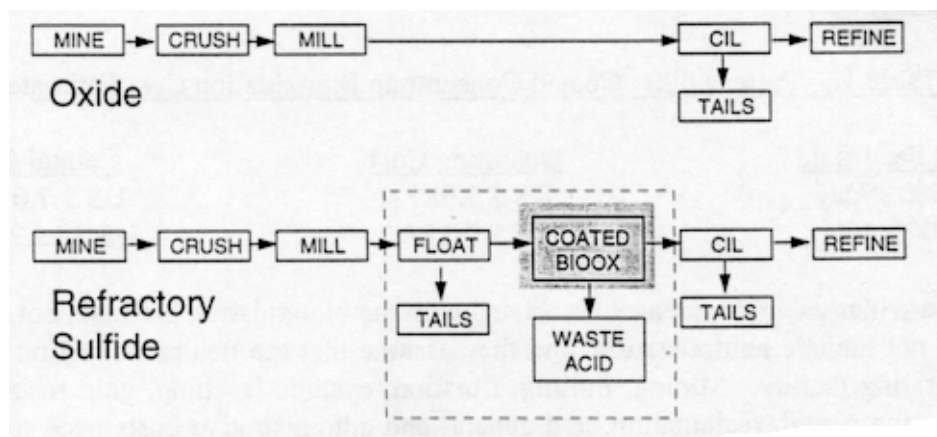 MINE CRUSH MILL CIL REFINE
Oxide
TAILS
MINE CRUSH MILL FLOAT COATED BIOOX CIL REFINE
Refractory
Sulfide
TAILS
WASTE
ACID
TAILS